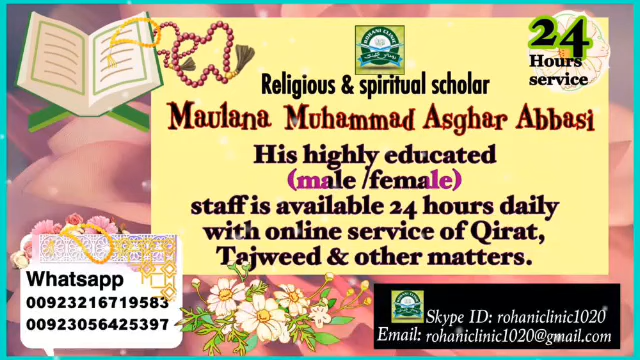 24
Hours
service
ROHANI CLINIC
Religious & spiritual scholar
Maulana Muhammad Asghar Abbasi
His highly educated
(male /female)
staff is available 24 hours daily
with online service of Qirat,
Tajweed & other matters.
Whatsapp
00923216719583
00923056425397
Skype ID: rohaniclinic1020
Email: rohaniclinic1020@gmail.com